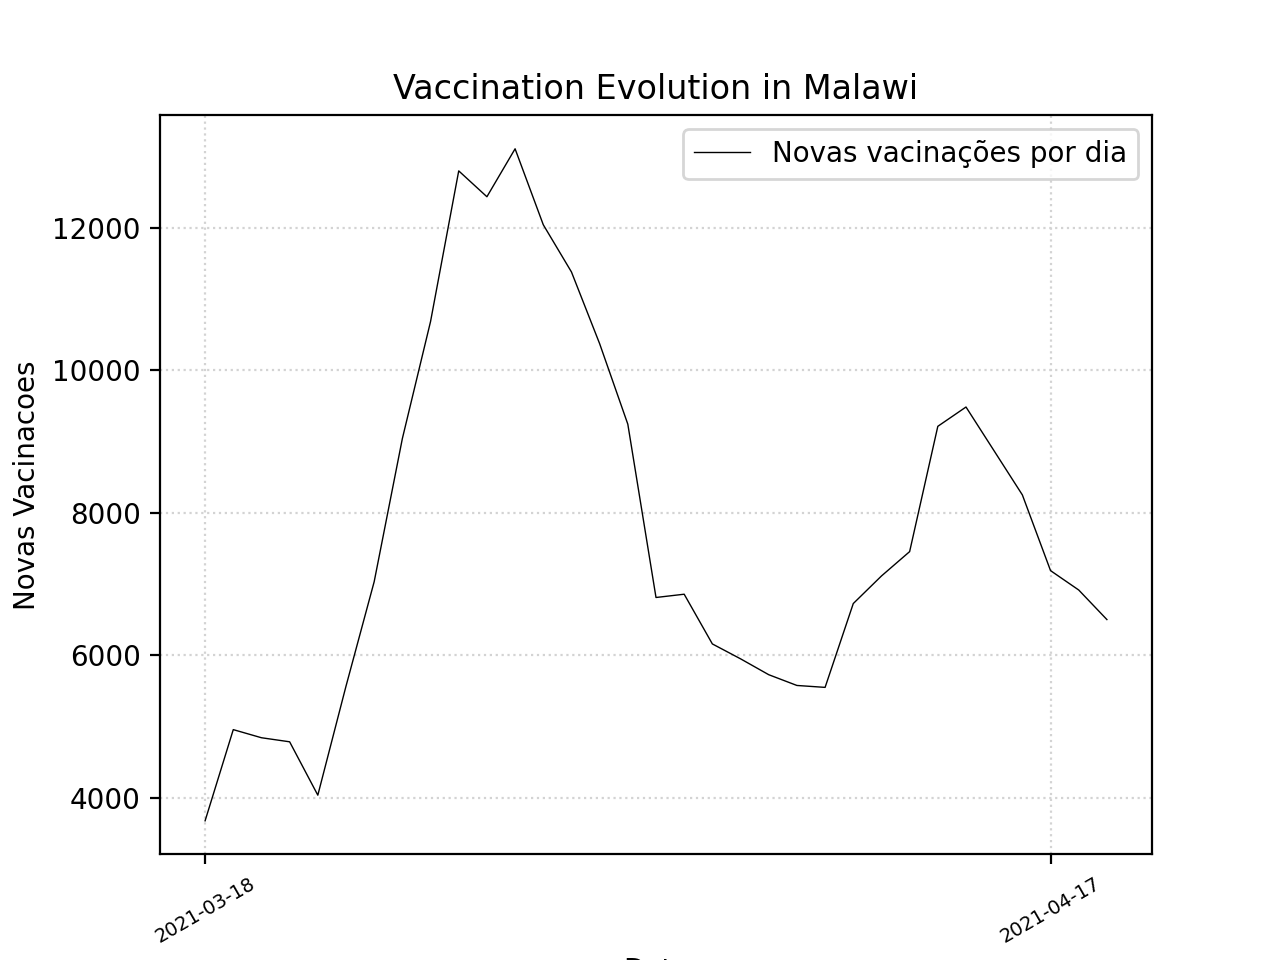 Vaccination Evolution in Malawi
Novas vacinações por dia
12000
10000
8000
6000
4000
Novas Vacinacoes
2021-03-18
2021-04-17